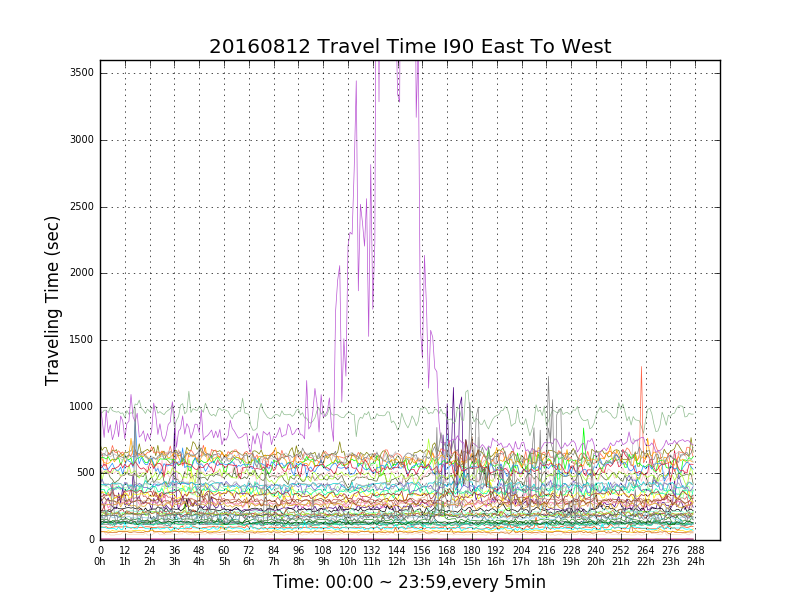 20160812 Travel Time I90 East To West
Traveling Time (sec)
3500
3000
2500
2000
1500
1000
500
0
0 12 24 36 48 60 72 84 96 108 120 132 144 156 168 180 192 204 216 228 240 252 264 276 288
0h 1h 2h 3h 4h 5h 6h 7h 8h 9h 10h 11h 12h 13h 14h 15h 16h 17h 18h 19h 20h 21h 22h 23h 24h
Time: 00:00 ~ 23:59,every 5min